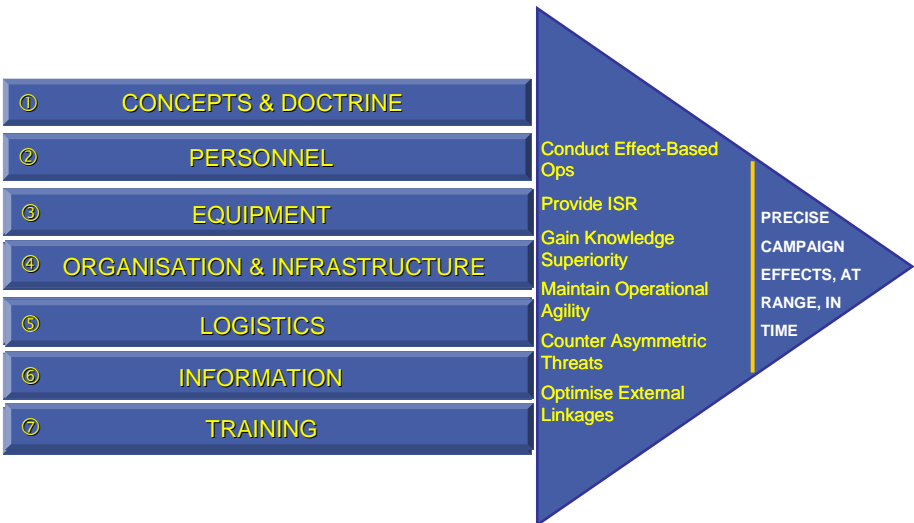 ① CONCEPTS & DOCTRINE
② PERSONNEL
③ EQUIPMENT
④ ORGANISATION & INFRASTRUCTURE
⑤ LOGISTICS
⑥ INFORMATION
⑦ TRAINING
Conduct Effect-Based
Ops
Provide ISR
Gain Knowledge
Superiority
Maintain Operational
Agility
Counter Asymmetric
Threats
Optimise External
Linkages
PRECISE
CAMPAIGN
EFFECTS, AT
RANGE, IN
TIME